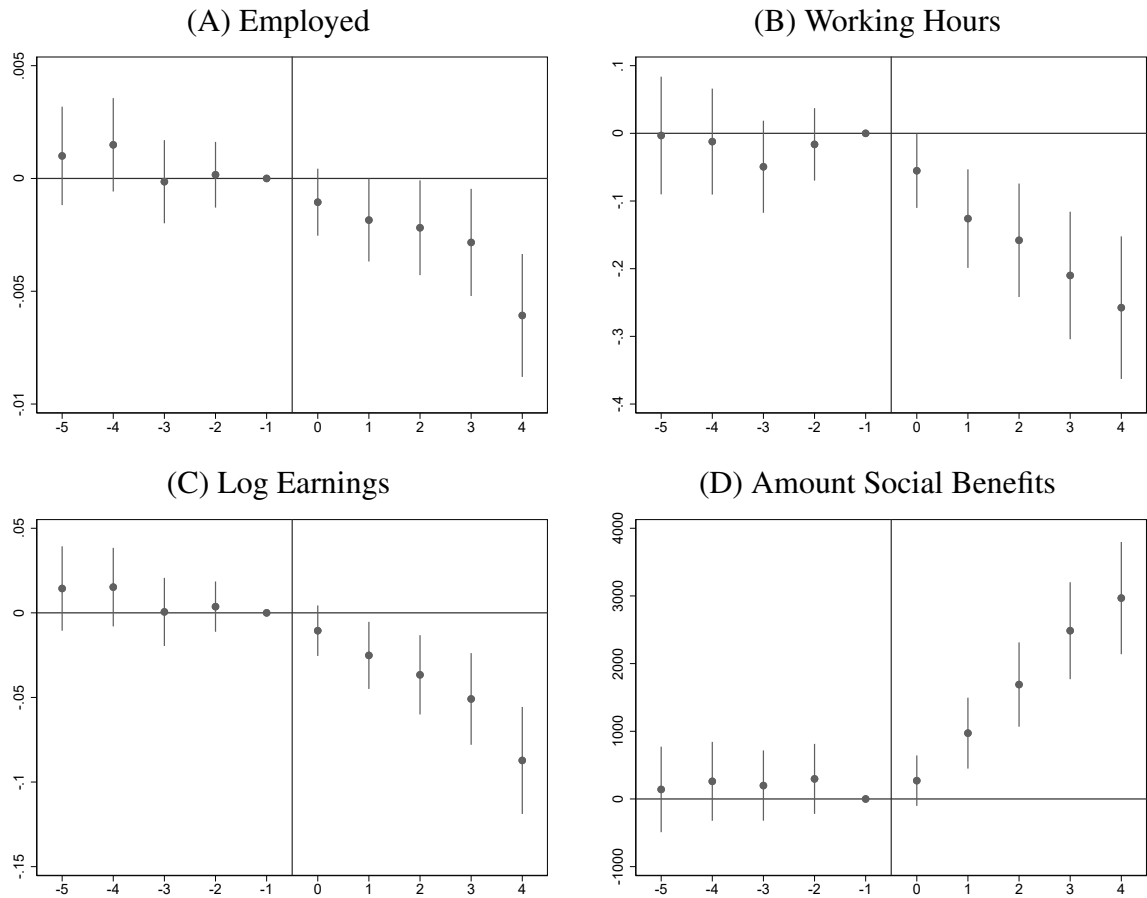 (A) Employed
.005
0
-.005
-.01
-5 -4 -3 -2 -1 0 1 2 3 4
(B) Working Hours
.1
0
-.1
-.2
-.3
-.4
-5 -4 -3 -2 -1 0 1 2 3 4
(C) Log Earnings
.05
0
-.05
-.1
-.15
-5 -4 -3 -2 -1 0 1 2 3 4
(D) Amount Social Benefits
4000
3000
2000
1000
0
-1000
-5 -4 -3 -2 -1 0 1 2 3 4